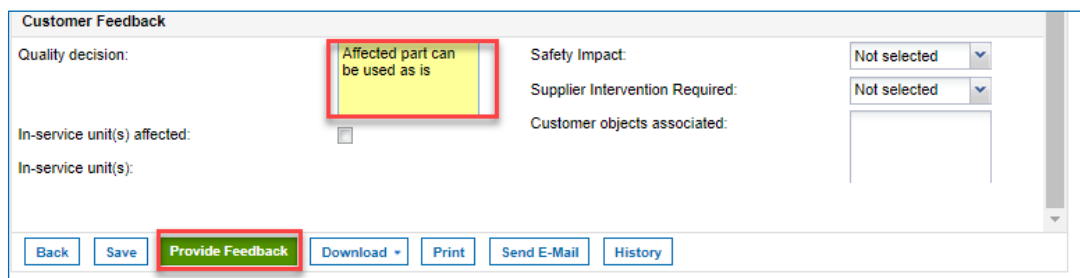 Customer Feedback
Quality decision:
Affected part can
be used as is
Safety Impact:
Not selected
Supplier Intervention Required:
Not selected
In-service unit(s) affected:
Customer objects associated:
In-service unit(s):
Back Save Provide Feedback Download Print Send E-Mail History